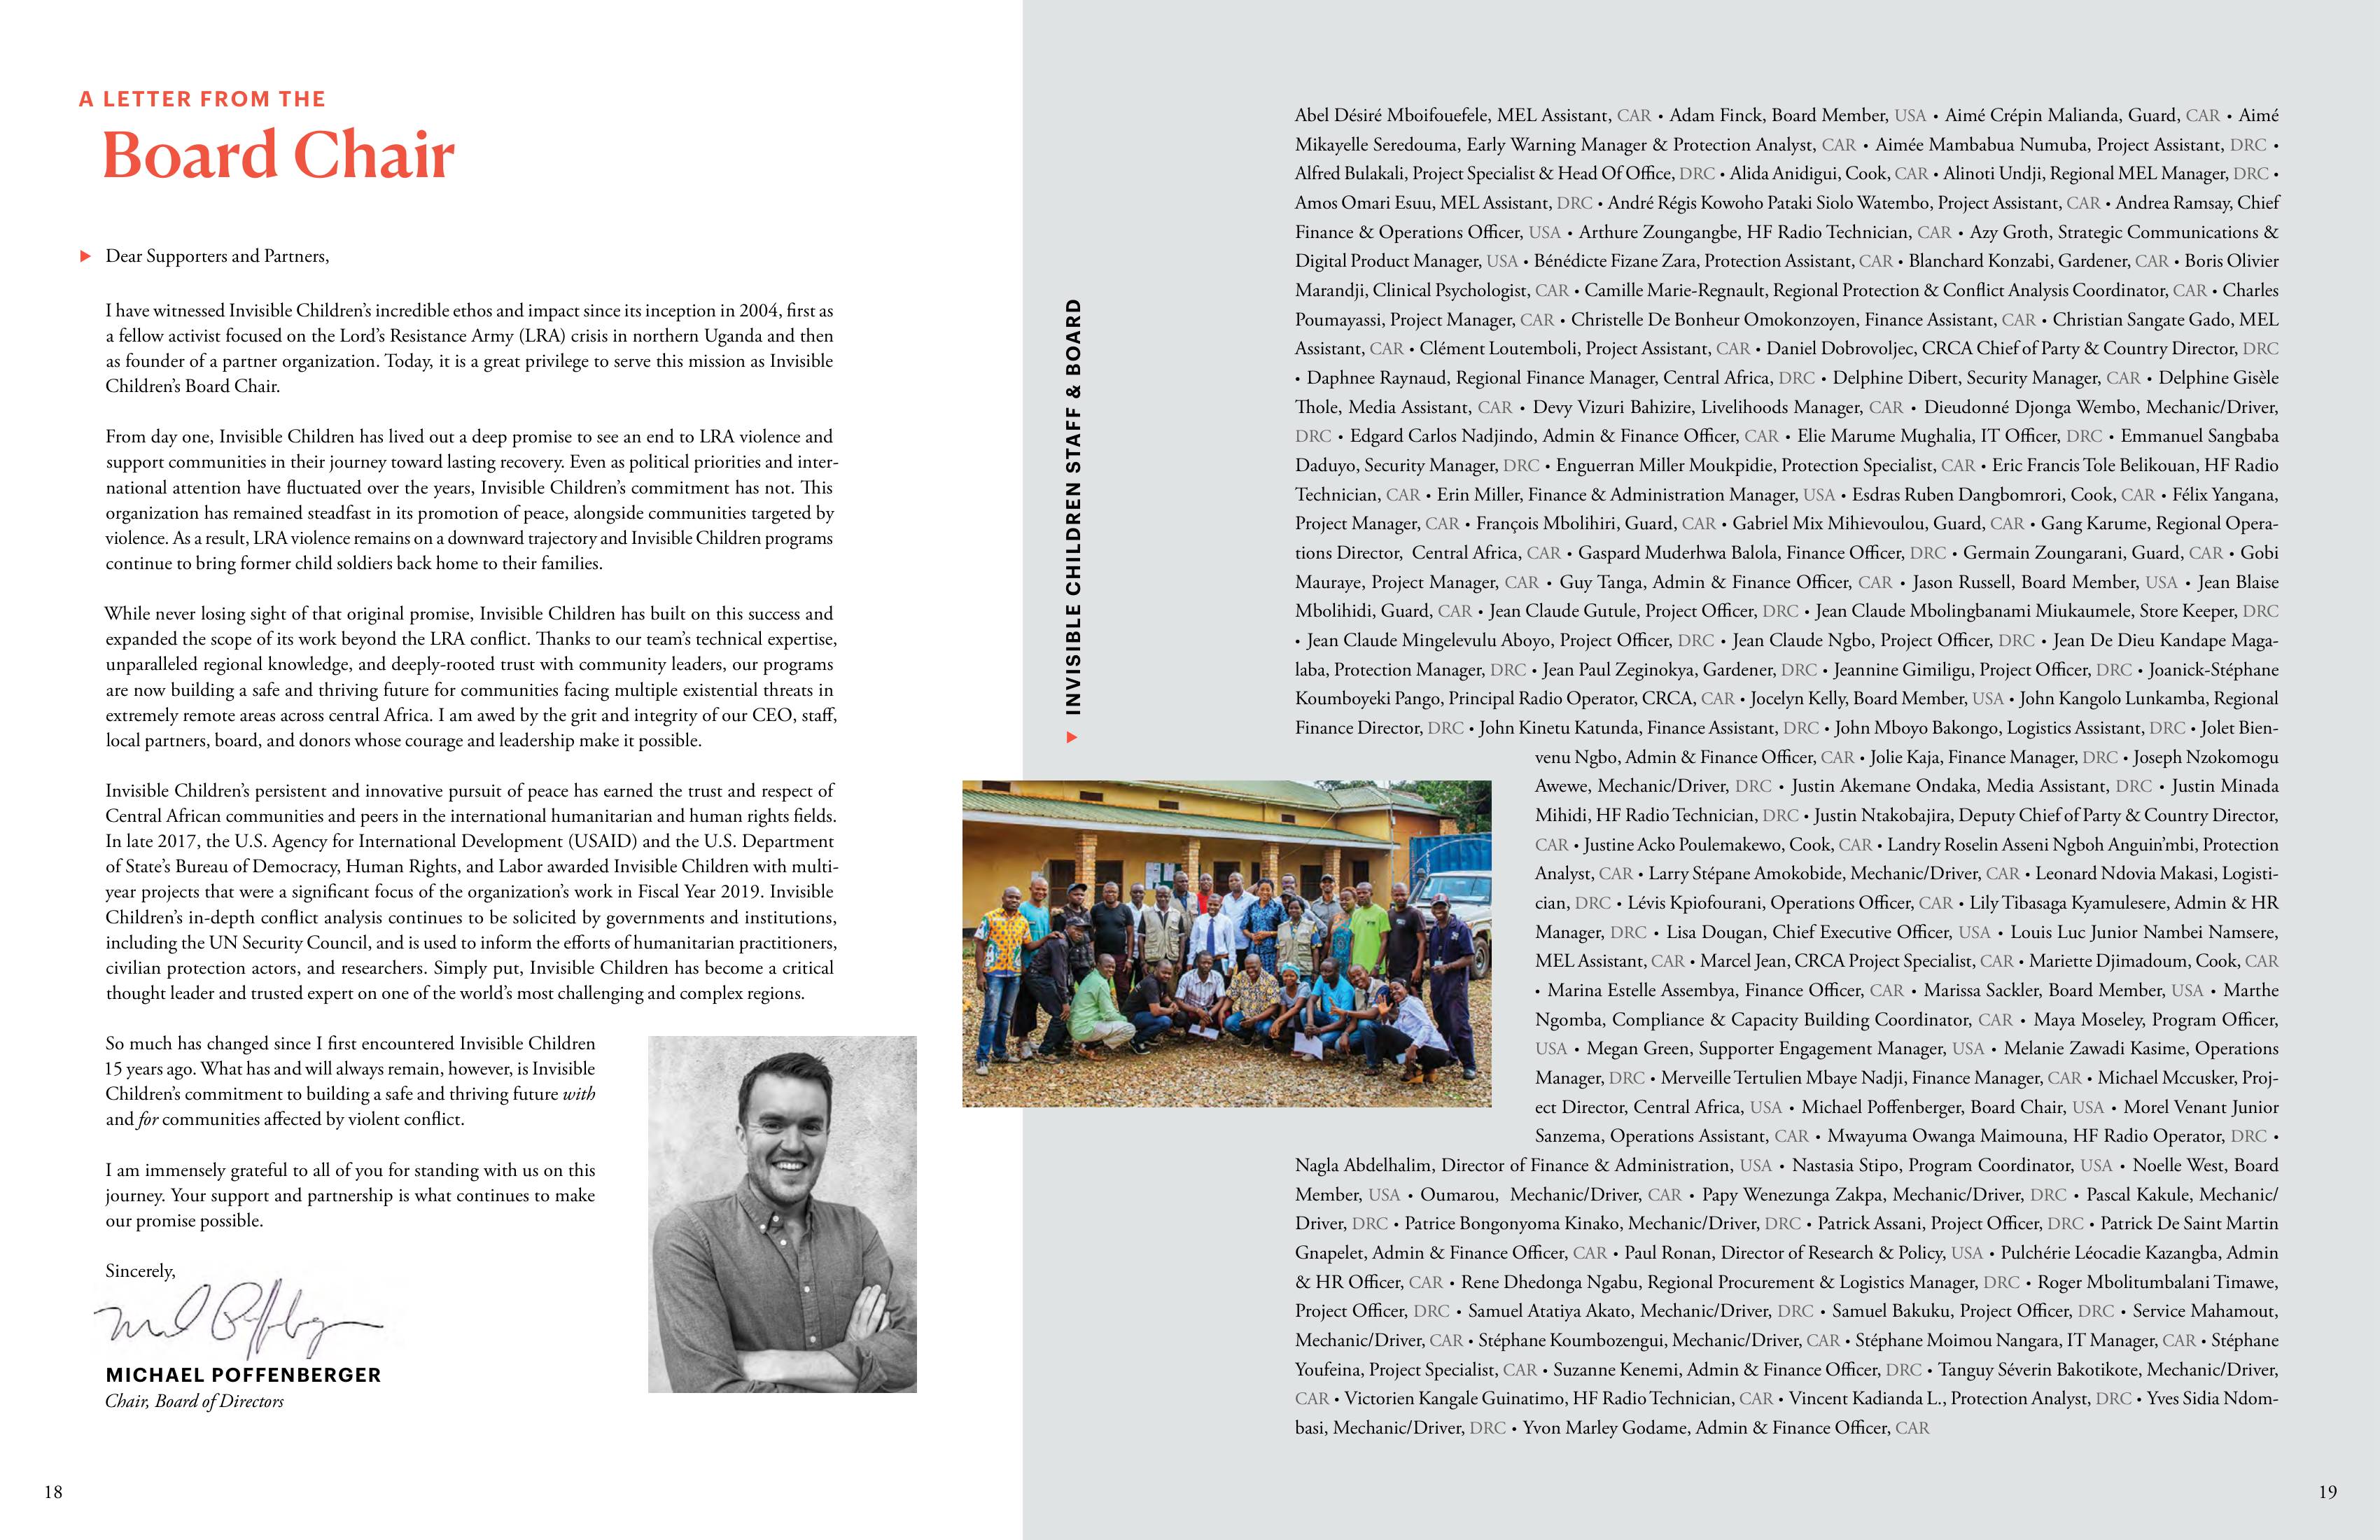 A LETTER FROM THE
Board Chair
Dear Supporters and Partners,
I have witnessed Invisible Children's incredible ethos and impact since its inception in 2004, first as
a fellow activist focused on the Lord's Resistance Army (LRA) crisis in northern Uganda and then
as founder of a partner organization. Today, it is a great privilege to serve this mission as Invisible
Children's Board Chair.
From day one, Invisible Children has lived out a deep promise to see an end to LRA violence and
support communities in their journey toward lasting recovery. Even as political priorities and inter-
national attention have fluctuated over the years, Invisible Children's commitment has not. This
organization has remained steadfast in its promotion of peace, alongside communities targeted by
violence. As a result, LRA violence remains on a downward trajectory and Invisible Children programs
continue to bring former child soldiers back home to their families.
While never losing sight of that original promise, Invisible Children has built on this success and
expanded the scope of its work beyond the LRA conflict. Thanks to our team's technical expertise,
unparalleled regional knowledge, and deeply-rooted trust with community leaders, our programs
are now building a safe and thriving future for communities facing multiple existential threats in
extremely remote areas across central Africa. I am awed by the grit and integrity of our CEO, staff,
local partners, board, and donors whose courage and leadership make it possible.
Invisible Children's persistent and innovative pursuit of peace has earned the trust and respect of
Central African communities and peers in the international humanitarian and human rights fields.
In late 2017, the U.S. Agency for International Development (USAID) and the U.S. Department
of State's Bureau of Democracy, Human Rights, and Labor awarded Invisible Children with multi-
year projects that were a significant focus of the organization's work in Fiscal Year 2019. Invisible
Children's in-depth conflict analysis continues to be solicited by governments and institutions,
including the UN Security Council, and is used to inform the efforts of humanitarian practitioners,
civilian protection actors, and researchers. Simply put, Invisible Children has become a critical
thought leader and trusted expert on one of the world's most challenging and complex regions.
So much has changed since I first encountered Invisible Children
15 years ago. What has and will always remain, however, is Invisible
Children's commitment to building a safe and thriving future with
and for communities affected by violent conflict.
I am immensely grateful to all of you for standing with us on this
journey. Your support and partnership is what continues to make
our promise possible.
Sincerely,
MICHAEL POFFENBERGER
Chair, Board of Directors
18
INVISIBLE CHILDREN STAFF & BOARD
Abel Désiré Mboifouefele, MEL Assistant, CAR • Adam Finck, Board Member, USA • Aimé Crépin Malianda, Guard, CAR • Aimé
Mikayelle Seredouma, Early Warning Manager & Protection Analyst, CAR • Aimée Mambabua Numuba, Project Assistant, DRC •
Alfred Bulakali, Project Specialist & Head Of Office, DRC • Alida Anidigui, Cook, CAR • Alinoti Undji, Regional MEL Manager, DRC •
Amos Omari Esuu, MEL Assistant, DRC • André Régis Kowoho Pataki Siolo Watembo, Project Assistant, CAR • Andrea Ramsay, Chief
Finance & Operations Officer, USA • Arthure Zoungangbe, HF Radio Technician, CAR • Azy Groth, Strategic Communications &
Digital Product Manager, USA • Bénédicte Fizane Zara, Protection Assistant, CAR • Blanchard Konzabi, Gardener, CAR • Boris Olivier
Marandji, Clinical Psychologist, CAR • Camille Marie-Regnault, Regional Protection & Conflict Analysis Coordinator, CAR • Charles
Poumayassi, Project Manager, CAR • Christelle De Bonheur Omokonzoyen, Finance Assistant, CAR • Christian Sangate Gado, MEL
Assistant, CAR • Clément Loutemboli, Project Assistant, CAR • Daniel Dobrovoljec, CRCA Chief of Party & Country Director, DRC
• Daphnee Raynaud, Regional Finance Manager, Central Africa, DRC • Delphine Dibert, Security Manager, CAR • Delphine Gisèle
Thole, Media Assistant, CAR • Devy Vizuri Bahizire, Livelihoods Manager, CAR • Dieudonné Djonga Wembo, Mechanic/Driver,
DRC • Edgard Carlos Nadjindo, Admin & Finance Officer, CAR • Elie Marume Mughalia, IT Officer, DRC • Emmanuel Sangbaba
Daduyo, Security Manager, DRC • Enguerran Miller Moukpidie, Protection Specialist, CAR • Eric Francis Tole Belikouan, HF Radio
Technician, CAR • Erin Miller, Finance & Administration Manager, USA • Esdras Ruben Dangbomrori, Cook, CAR • Félix Yangana,
Project Manager, CAR • François Mbolihiri, Guard, CAR • Gabriel Mix Mihievoulou, Guard, CAR • Gang Karume, Regional Opera-
tions Director, Central Africa, CAR • Gaspard Muderhwa Balola, Finance Officer, DRC • Germain Zoungarani, Guard, CAR • Gobi
Mauraye, Project Manager, CAR • Guy Tanga, Admin & Finance Officer, CAR • Jason Russell, Board Member, USA • Jean Blaise
Mbolihidi, Guard, CAR • Jean Claude Gutule, Project Officer, DRC • Jean Claude Mbolingbanami Miukaumele, Store Keeper, DRC
• Jean Claude Mingelevulu Aboyo, Project Officer, DRC • Jean Claude Ngbo, Project Officer, DRC • Jean De Dieu Kandape Maga-
laba, Protection Manager, DRC • Jean Paul Zeginokya, Gardener, DRC • Jeannine Gimiligu, Project Officer, DRC • Joanick-Stéphane
Koumboyeki Pango, Principal Radio Operator, CRCA, CAR • Jocelyn Kelly, Board Member, USA • John Kangolo Lunkamba, Regional
Finance Director, DRC • John Kinetu Katunda, Finance Assistant, DRC • John Mboyo Bakongo, Logistics Assistant, DRC • Jolet Bien-
venu Ngbo, Admin & Finance Officer, CAR • Jolie Kaja, Finance Manager, DRC • Joseph Nzokomogu
Awewe, Mechanic/Driver, DRC • Justin Akemane Ondaka, Media Assistant, DRC • Justin Minada
Mihidi, HF Radio Technician, DRC • Justin Ntakobajira, Deputy Chief of Party & Country Director,
CAR • Justine Acko Poulemakewo, Cook, CAR • Landry Roselin Asseni Ngboh Anguin'mbi, Protection
Analyst, CAR • Larry Stépane Amokobide, Mechanic/Driver, CAR • Leonard Ndovia Makasi, Logisti-
cian, DRC • Lévis Kpiofourani, Operations Officer, CAR • Lily Tibasaga Kyamulesere, Admin & HR
Manager, DRC • Lisa Dougan, Chief Executive Officer, USA • Louis Luc Junior Nambei Namsere,
MEL Assistant, CAR • Marcel Jean, CRCA Project Specialist, CAR • Mariette Djimadoum, Cook, CAR
• Marina Estelle Assembya, Finance Officer, CAR • Marissa Sackler, Board Member, USA • Marthe
Ngomba, Compliance & Capacity Building Coordinator, CAR • Maya Moseley, Program Officer,
USA • Megan Green, Supporter Engagement Manager, USA • Melanie Zawadi Kasime, Operations
Manager, DRC • Merveille Tertulien Mbaye Nadji, Finance Manager, CAR • Michael Mccusker, Proj-
ect Director, Central Africa, USA • Michael Poffenberger, Board Chair, USA • Morel Venant Junior
Sanzema, Operations Assistant, CAR • Mwayuma Owanga Maimouna, HF Radio Operator, DRC •
Nagla Abdelhalim, Director of Finance & Administration, USA • Nastasia Stipo, Program Coordinator, USA • Noelle West, Board
Member, USA • Oumarou, Mechanic/Driver, CAR • Papy Wenezunga Zakpa, Mechanic/Driver, DRC • Pascal Kakule, Mechanic/
Driver, DRC • Patrice Bongonyoma Kinako, Mechanic/Driver, DRC • Patrick Assani, Project Officer, DRC • Patrick De Saint Martin
Gnapelet, Admin & Finance Officer, CAR • Paul Ronan, Director of Research & Policy, USA • Pulchérie Léocadie Kazangba, Admin
& HR Officer, CAR • Rene Dhedonga Ngabu, Regional Procurement & Logistics Manager, DRC • Roger Mbolitumbalani Timawe,
Project Officer, DRC • Samuel Atatiya Akato, Mechanic/Driver, DRC • Samuel Bakuku, Project Officer, DRC • Service Mahamout,
Mechanic/Driver, CAR • Stéphane Koumbozengui, Mechanic/Driver, CAR • Stéphane Moimou Nangara, IT Manager, CAR • Stéphane
Youfeina, Project Specialist, CAR • Suzanne Kenemi, Admin & Finance Officer, DRC • Tanguy Séverin Bakotikote, Mechanic/Driver,
CAR • Victorien Kangale Guinatimo, HF Radio Technician, CAR • Vincent Kadianda L., Protection Analyst, DRC • Yves Sidia Ndom-
basi, Mechanic/Driver, DRC • Yvon Marley Godame, Admin & Finance Officer, CAR
19